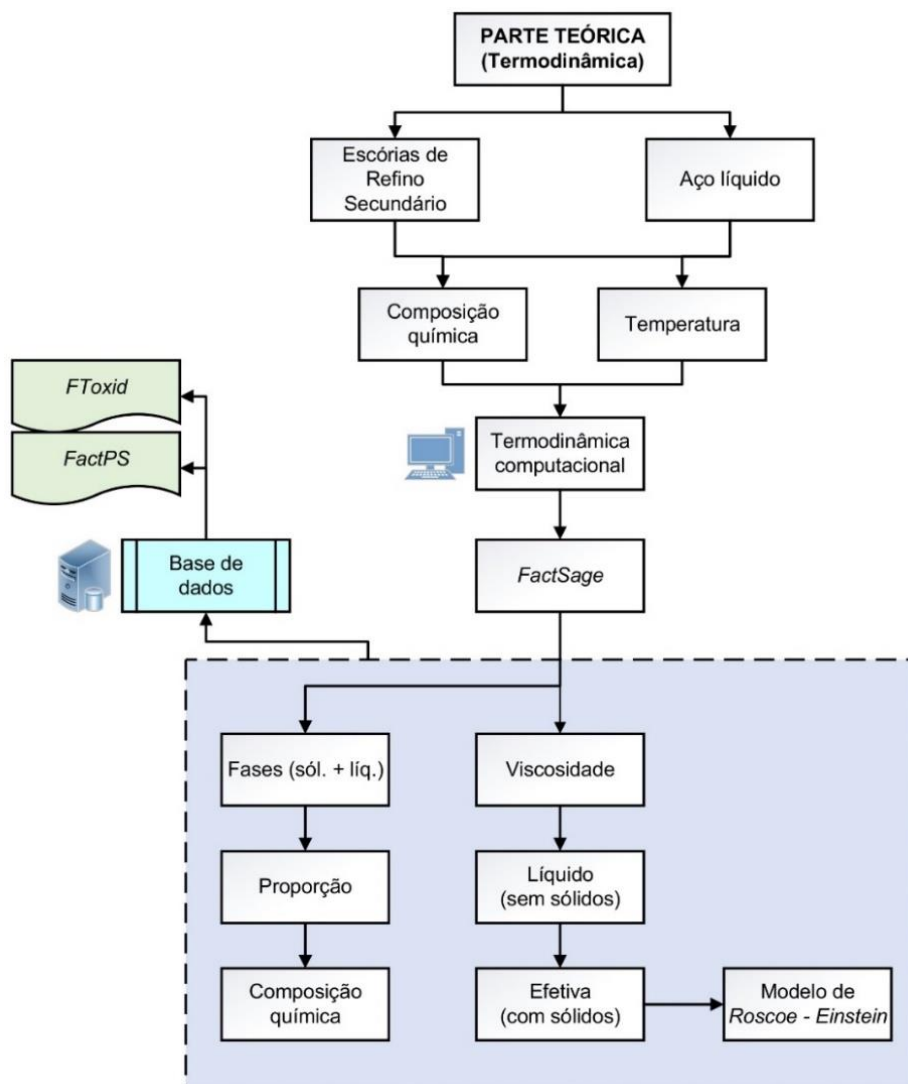 PARTE TEÓRICA
(Termodinâmica)
Escórias de
Refino
Secundário
Aço líquido
Composição
química
Temperatura
FToxid
FactPS
Termodinâmica
computacional
Base de
dados
FactSage
Fases (sól. + líq.)
Viscosidade
Proporção
Líquido
(sem sólidos)
Composição
química
Efetiva
(com sólidos)
Modelo de
Roscoe - Einstein